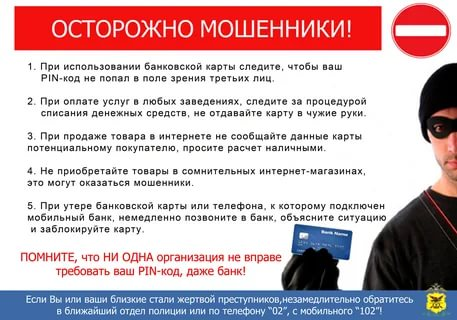 ОСТОРОЖНО МОШЕННИКИ!
1. При использовании банковской карты следите, чтобы ваш
PIN-код не попал в поле зрения третьих лиц.
2. При оплате услуг в любых заведениях, следите за процедурой
списания денежных средств, не отдавайте карту в чужие руки.
3. При продаже товара в интернете не сообщайте данные карты
потенциальному покупателю, просите расчет наличными.
4. Не приобретайте товары в сомнительных интернет-магазинах,
это могут оказаться мошенники.
5. При утере банковской карты или телефона, к которому подключен
мобильный банк, немедленно позвоните в банк, объясните ситуацию
и заблокируйте карту.
Bank Name
ПОМНИТЕ, что НИ ОДНА организация не вправе
требовать ваш PIN-код, даже банк!
Если Вы или ваши близкие стали жертвой преступников,незамедлительно обратитесь
в ближайший отдел полиции или по телефону "02", с мобильного "102"!